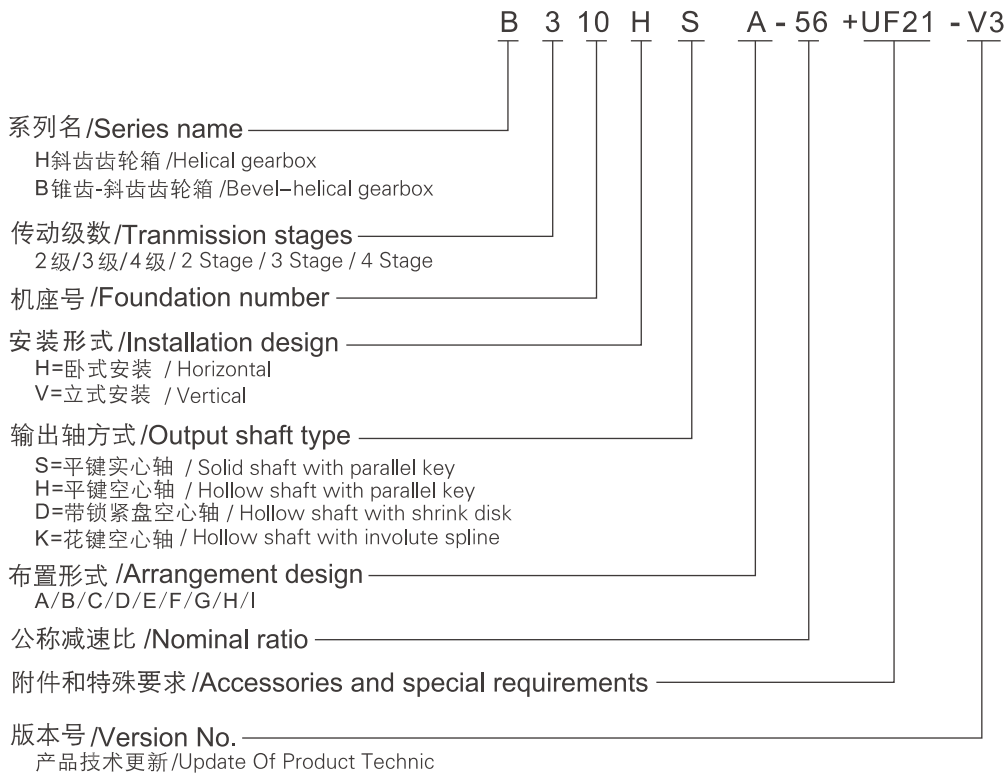 B 3 10 H S A - 56 +UF21 - V3
系列名/Series name
H斜齿齿轮箱/Helical gearbox
B锥齿-斜齿齿轮箱/Bevel-helical gearbox
传动级数/Tranmission stages
2级/3级/4级/2 Stage/3 Stage/4 Stage
机座号/Foundation number
安装形式/Installation design
H=卧式安装 / Horizontal
V=立式安装 / Vertical
输出轴方式/Output shaft type
S=平键实心轴 / Solid shaft with parallel key
H=平键空心轴 / Hollow shaft with parallel key
D=带锁紧盘空心轴 / Hollow shaft with shrink disk
K=花键空心轴 / Hollow shaft with involute spline
布置形式/Arrangement design
A/B/C/D/E/F/G/H/I
公称减速比/Nominal ratio
附件和特殊要求/Accessories and special requirements
版本号/Version No.
产品技术更新/Update Of Product Technic